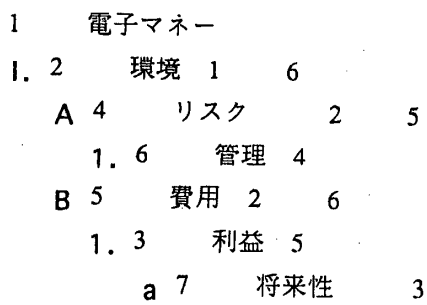 1 電子マネー
I. 2 環境 1 6
A 4 リスク 2 5
1. 6 管理 4
B 5 費用 2 6
1. 3 利益 5
a 7 将来性 3